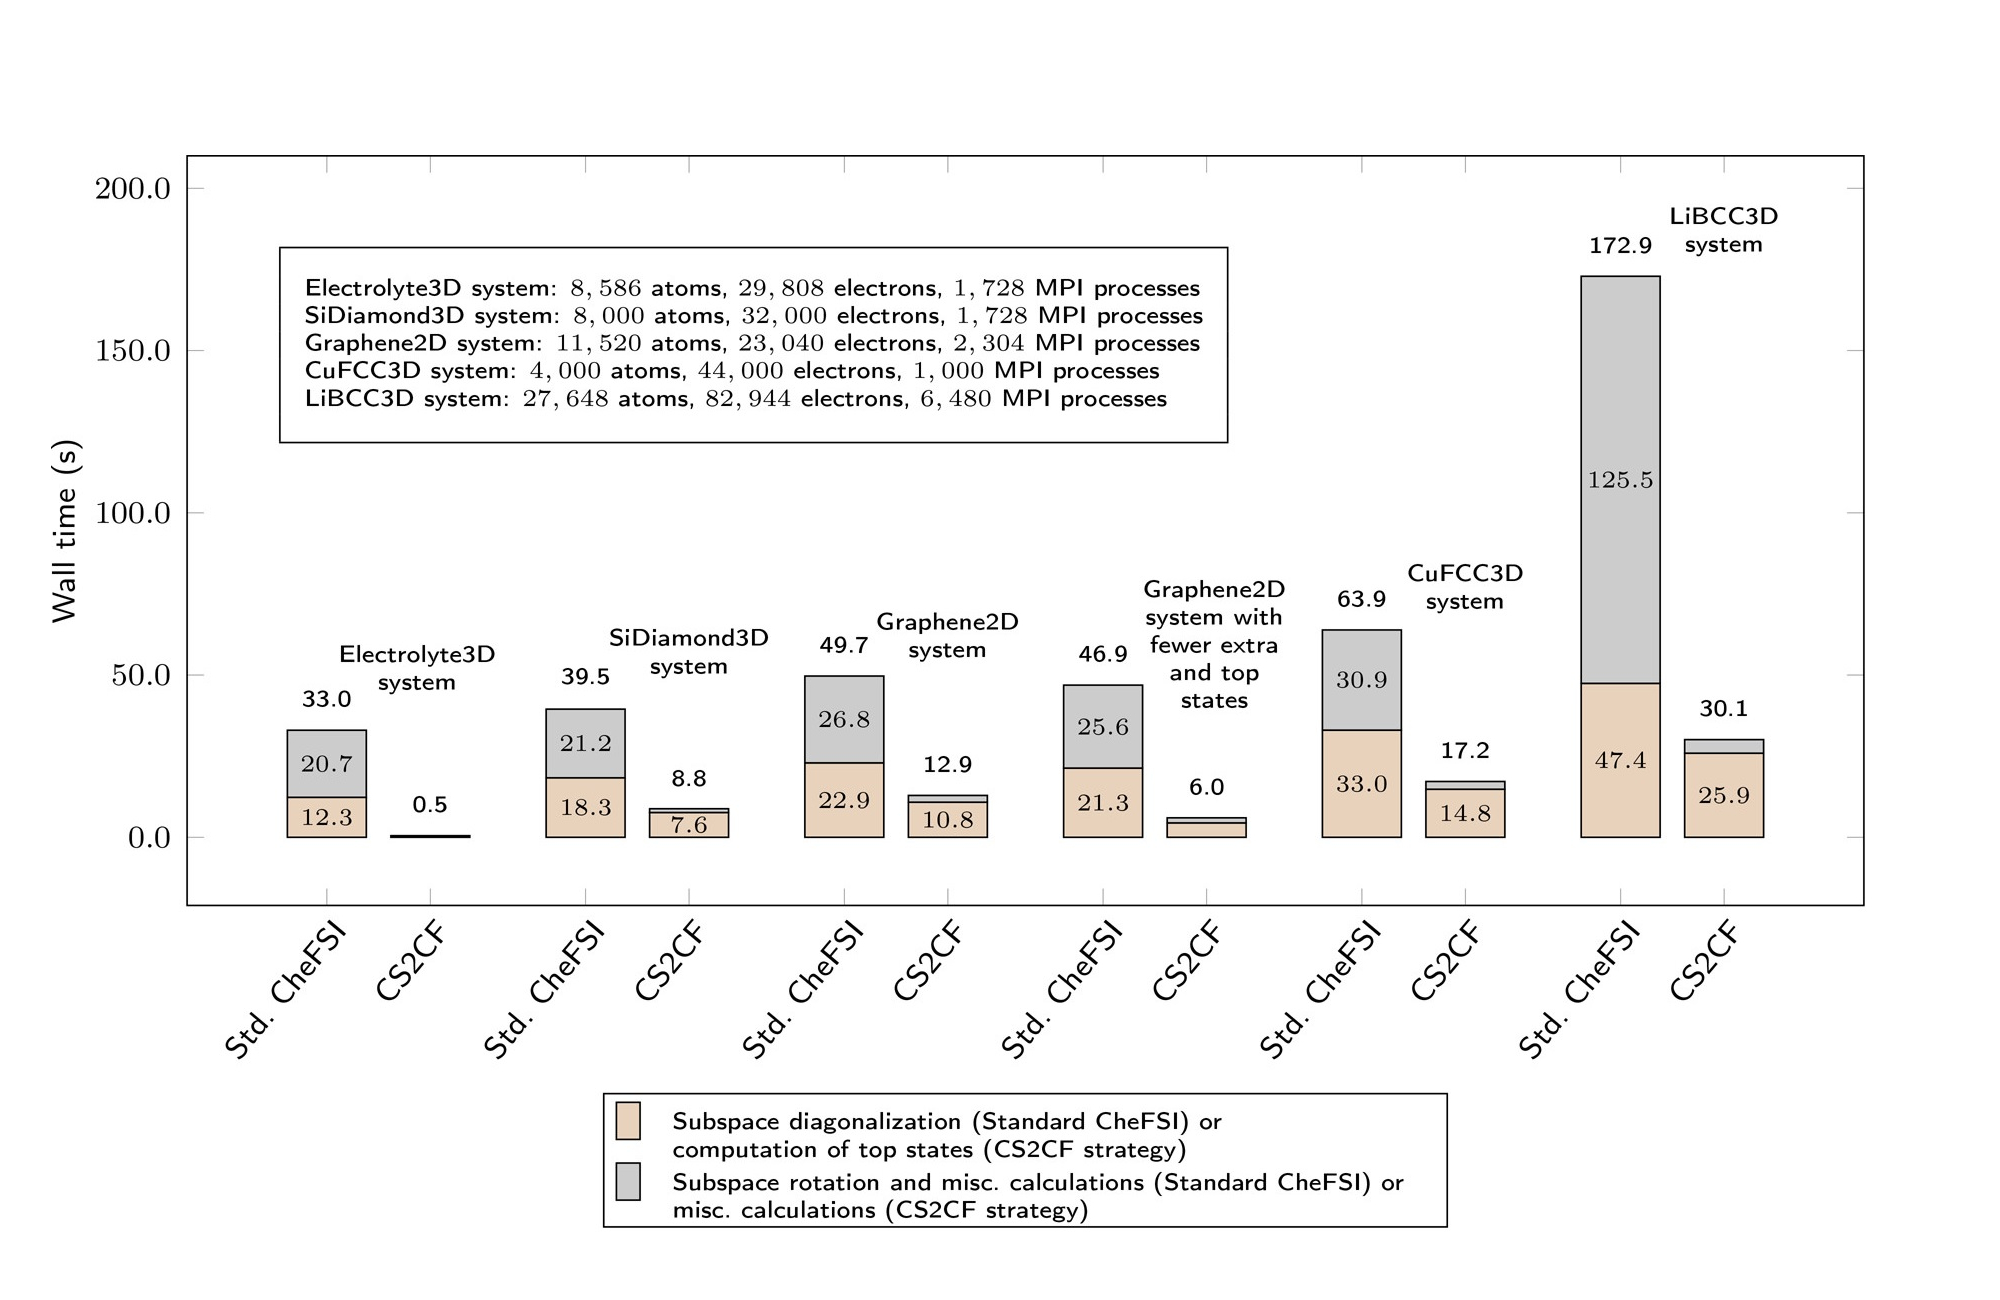 200.0
150.0
100.0
50.0
0.0
Wall time (s)
Electrolyte3D system: 8,586 atoms, 29,808 electrons, 1,728 MPI processes
SiDiamond3D system: 8,000 atoms, 32,000 electrons, 1,728 MPI processes
Graphene2D system: 11,520 atoms, 23,040 electrons, 2,304 MPI processes
CuFCC3D system: 4,000 atoms, 44,000 electrons, 1,000 MPI processes
LiBCC3D system: 27,648 atoms, 82,944 electrons, 6,480 MPI processes
Electrolyte3D
system
33.0
20.7
12.3
0.5
SiDiamond3D
system
39.5
21.2
18.3
8.8
7.6
Graphene2D
system
49.7
26.8
22.9
12.9
10.8
Graphene2D
system with
fewer extra
and top
states
46.9
25.6
21.3
6.0
CuFCC3D
system
63.9
30.9
33.0
17.2
14.8
LiBCC3D
system
172.9
125.5
47.4
30.1
25.9
Std. CheFSI
CS2CF
Std. CheFSI
CS2CF
Std. CheFSI
CS2CF
Std. CheFSI
CS2CF
Std. CheFSI
CS2CF
Std. CheFSI
CS2CF
Subspace diagonalization (Standard CheFSI) or
computation of top states (CS2CF strategy)
Subspace rotation and misc. calculations (Standard CheFSI) or
misc. calculations (CS2CF strategy)